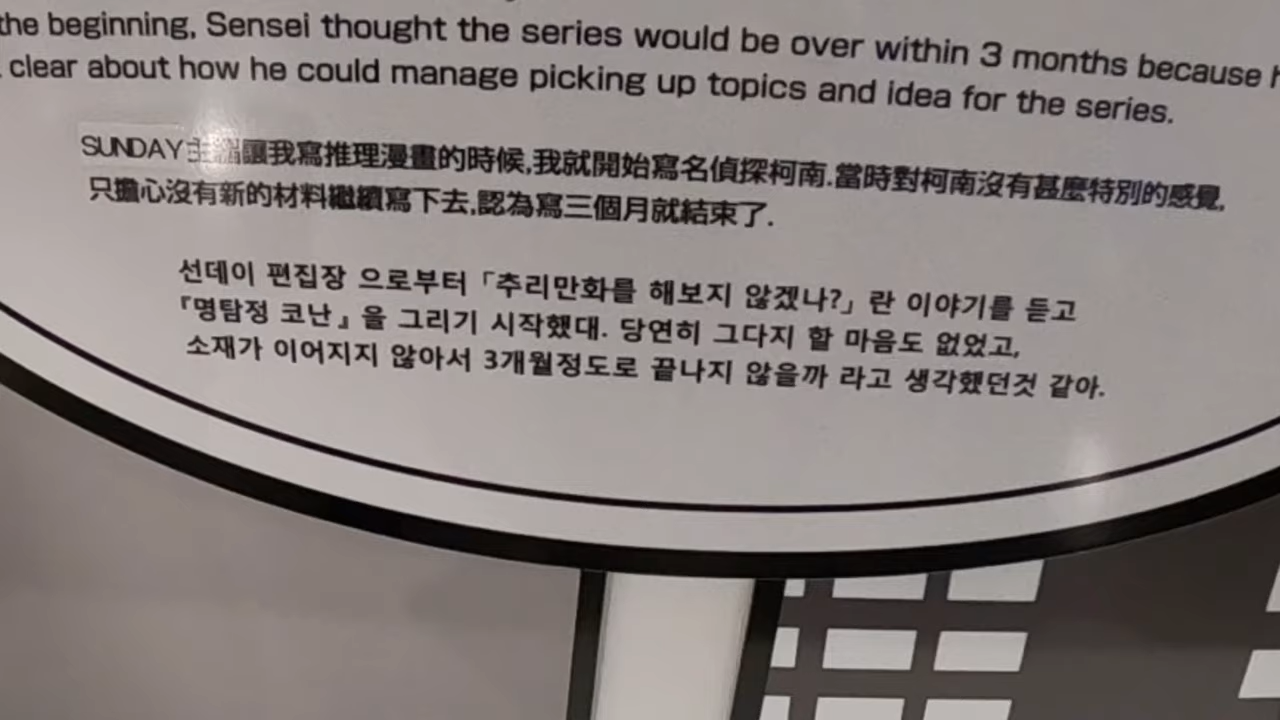 the beginning, Sensei thought the series would be over within 3 months because
clear about how he could manage picking up topics and idea for the series.
SUNDAY主編讓我寫推理漫畫的時候,我就開始寫名偵探柯南.當時對柯南沒有甚麼特別的感覺,
只擔心沒有新的材料繼續寫下去,認為寫三個月就結束了.
선데이 편집장 으로부터 「추리만화를 해보지 않겠나?」 란 이야기를 듣고
『명탐정 코난』 을 그리기 시작했대. 당연히 그다지 할 마음도 없었고,
소재가 이어지지 않아서 3개월정도로 끝나지 않을까 라고 생각했던것 같아.